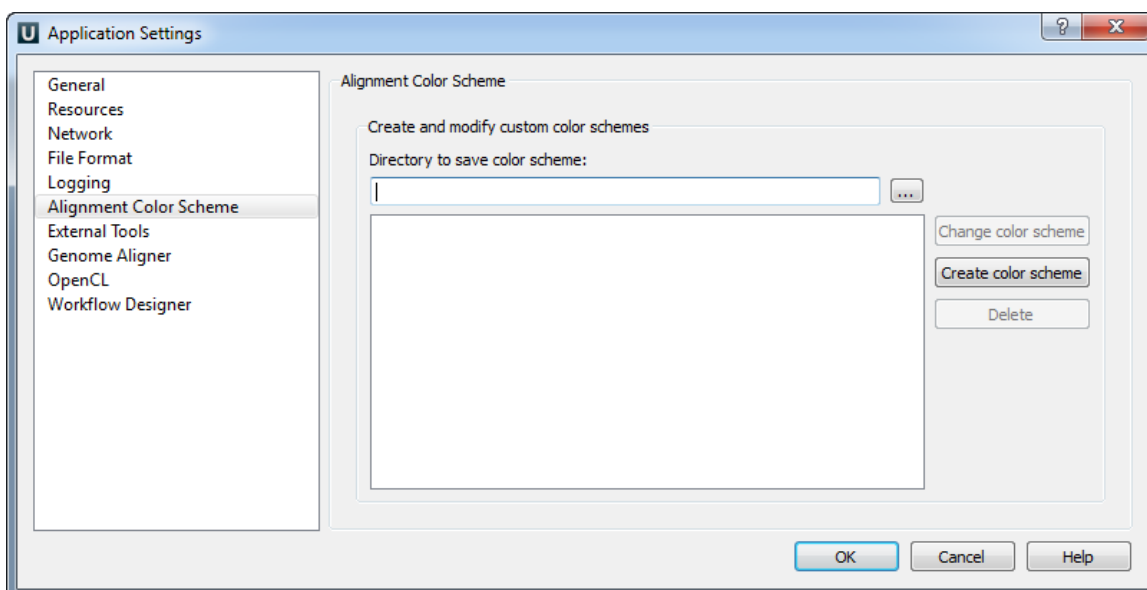 U Application Settings
General
Resources
Network
File Format
Logging
Alignment Color Scheme
External Tools
Genome Aligner
OpenCL
Workflow Designer
Alignment Color Scheme
Create and modify custom color schemes
Directory to save color scheme:
...
Change color scheme
Create color scheme
Delete
OK Cancel Help